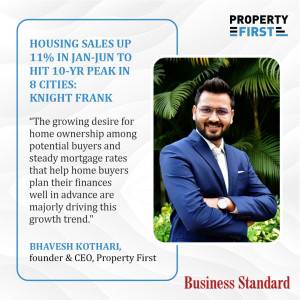 PROPERTY
FIRST
HOUSING SALES UP
11% IN JAN-JUN TO
HIT 10-YR PEAK IN
8 CITIES:
KNIGHT FRANK
"The growing desire for
home ownership among
potential buyers and
steady mortgage rates
that help home buyers
plan their finances
well in advance are
majorly driving this
growth trend."
BHAVESH KOTHARI,
founder & CEO, Property First
Business Standard